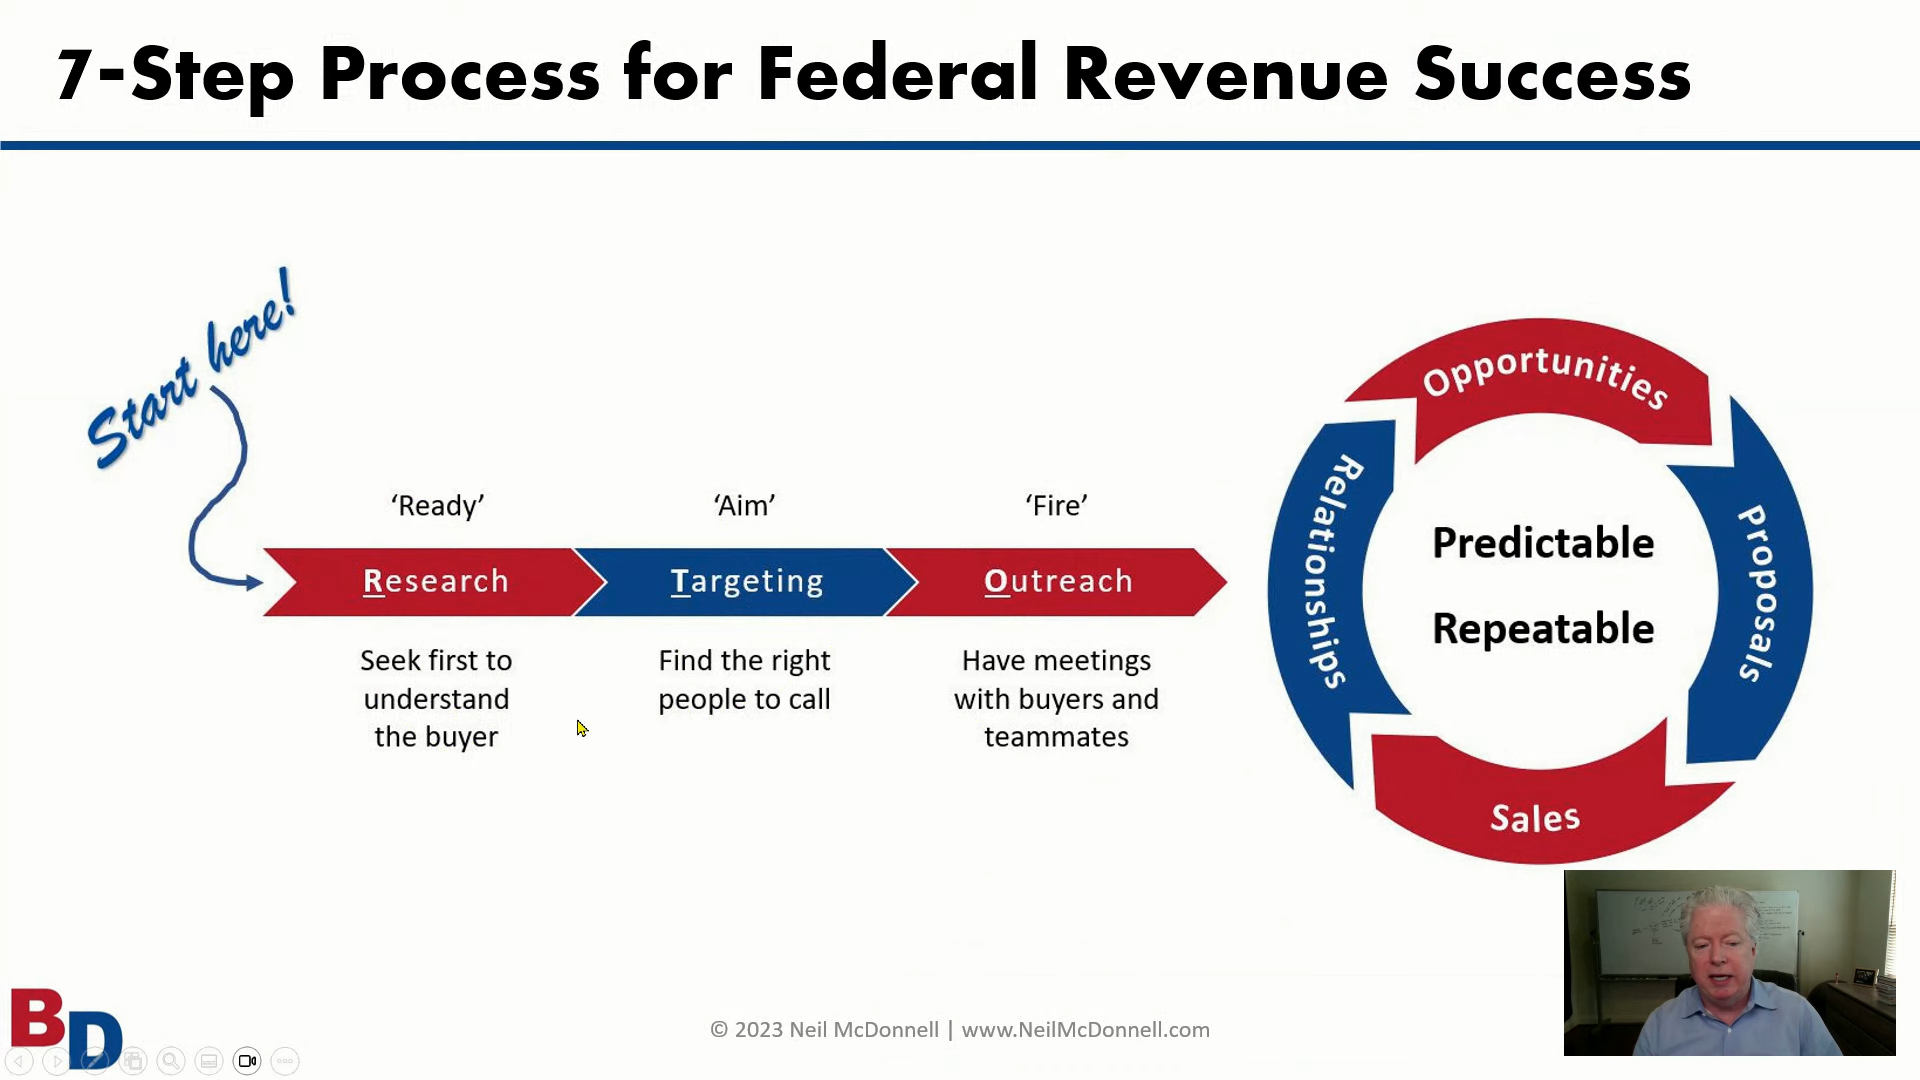 7-Step Process for Federal Revenue Success
Start here!
‘Ready’
‘Aim’
‘Fire’
Research
Targeting
Outreach
Seek first to
understand
the buyer
Find the right
people to call
Have meetings
with buyers and
teammates
Opportunities
Proposals
Sales
Relationships
Predictable
Repeatable
BD
© 2023 Neil McDonnell | www.NeilMcDonnell.com